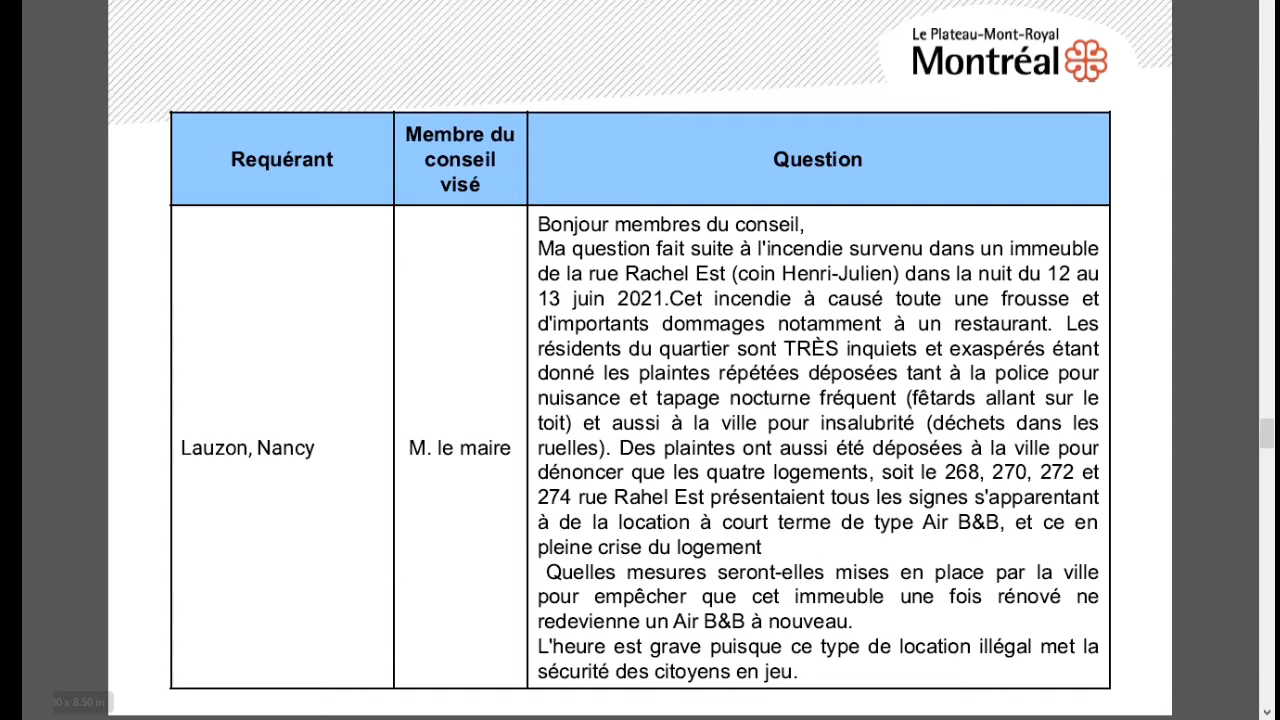 Le Plateau-Mont-Royal
Montréal
Requérant
Membre du
conseil
visé
Question
Lauzon, Nancy
M. le maire
Bonjour membres du conseil,
Ma question fait suite à l'incendie survenu dans un immeuble
de la rue Rachel Est (coin Henri-Julien) dans la nuit du 12 au
13 juin 2021.Cet incendie à causé toute une frousse et
d'importants dommages notamment à un restaurant. Les
résidents du quartier sont TRÈS inquiets et exaspérés étant
donné les plaintes répétées déposées tant à la police pour
nuisance et tapage nocturne fréquent (fêtards allant sur le
toit) et aussi à la ville pour insalubrité (déchets dans les
ruelles). Des plaintes ont aussi été déposées à la ville pour
dénoncer que les quatre logements, soit le 268, 270, 272 et
274 rue Rahel Est présentaient tous les signes s'apparentant
à de la location à court terme de type Air B&B, et ce en
pleine crise du logement
Quelles mesures seront-elles mises en place par la ville
pour empêcher que cet immeuble une fois rénové ne
redevienne un Air B&B à nouveau.
L'heure est grave puisque ce type de location illégal met la
sécurité des citoyens en jeu.
x 8.50 in